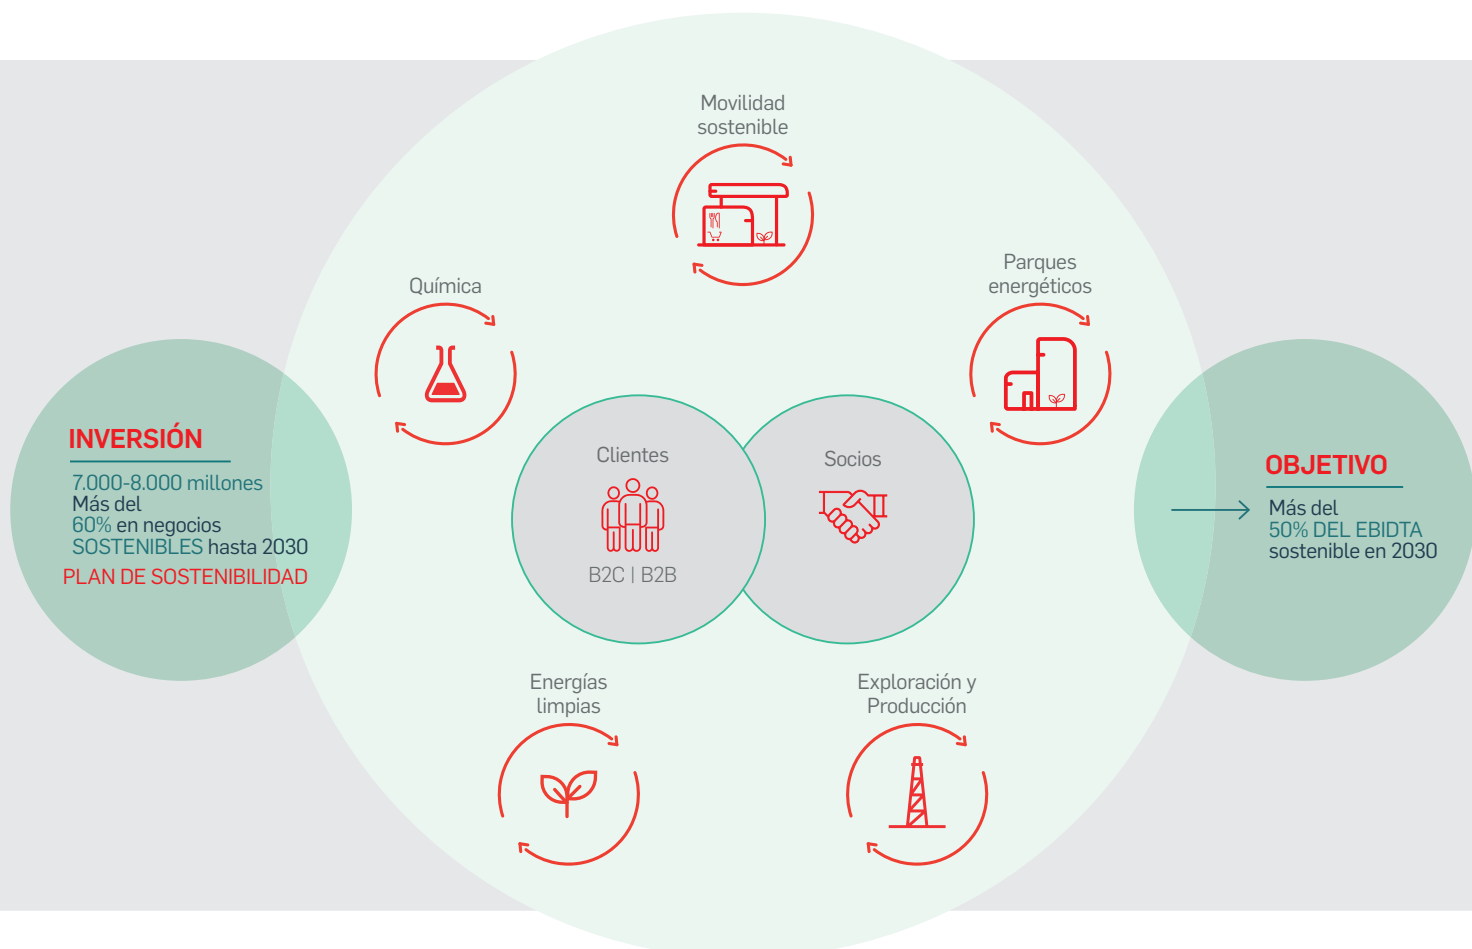 Movilidad
sostenible
Química
Parques
energéticos
INVERSIÓN
7.000-8.000 millones
Más del
60% en negocios
SOSTENIBLES hasta 2030
PLAN DE SOSTENIBILIDAD
Clientes
B2C | B2B
Socios
OBJETIVO
Más del
50% DEL EBIDTA
sostenible en 2030
Energías
limpias
Exploración y
Producción